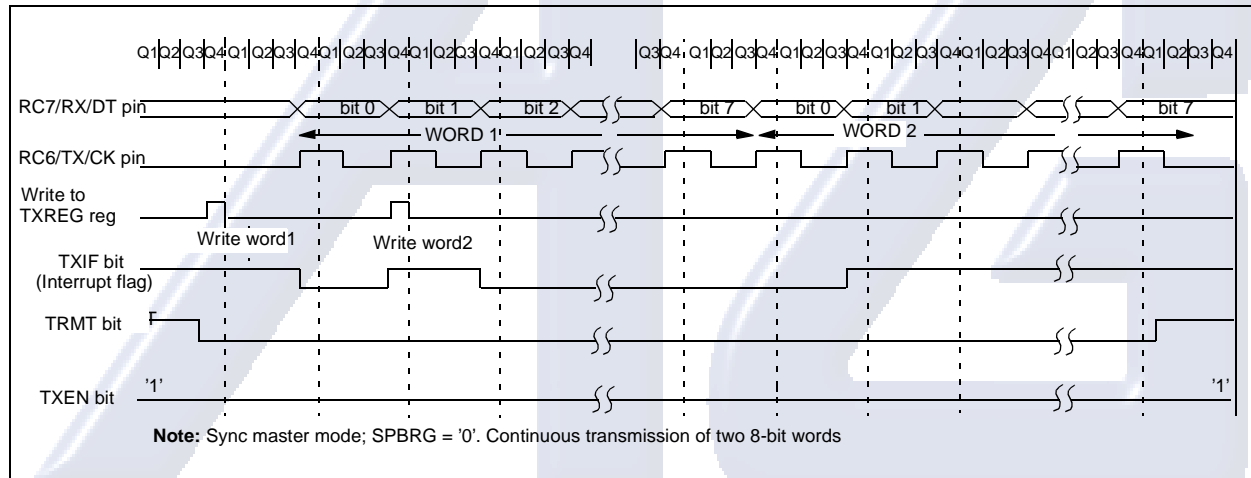 Q1 Q2 Q3 Q4 Q1 Q2 Q3 Q4 Q1 Q2 Q3 Q4 Q1 Q2 Q3 Q4 Q1 Q2 Q3 Q4 Q3 Q4 Q1 Q2 Q3 Q4 Q1 Q2 Q3 Q4 Q1 Q2 Q3 Q4 Q1 Q2 Q3 Q4 Q1 Q2 Q3 Q4 Q1 Q2 Q3 Q4
RC7/RX/DT pin bit 0 bit 1 bit 2 bit 7 bit 0 bit 1 bit 7
WORD 1 WORD 2
RC6/TX/CK pin
Write to
TXREG reg
Write word1 Write word2
TXIF bit
(Interrupt flag)
TRMT bit
TXEN bit '1' '1'
Note: Sync master mode; SPBRG = '0'. Continuous transmission of two 8-bit words